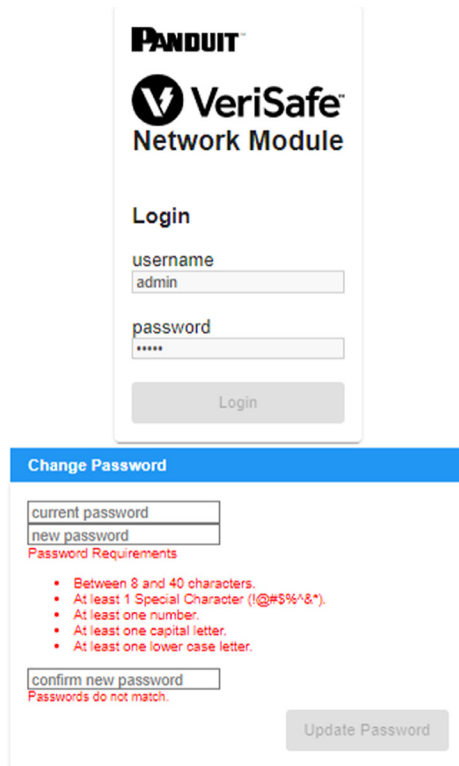 PANDUIT™
VeriSafe™
Network Module
Login
username
admin
password
•••••
Login
Change Password
current password
new password
Password Requirements
• Between 8 and 40 characters.
• At least 1 Special Character (!@#$%^&*).
• At least one number.
• At least one capital letter.
• At least one lower case letter.
confirm new password
Passwords do not match.
Update Password